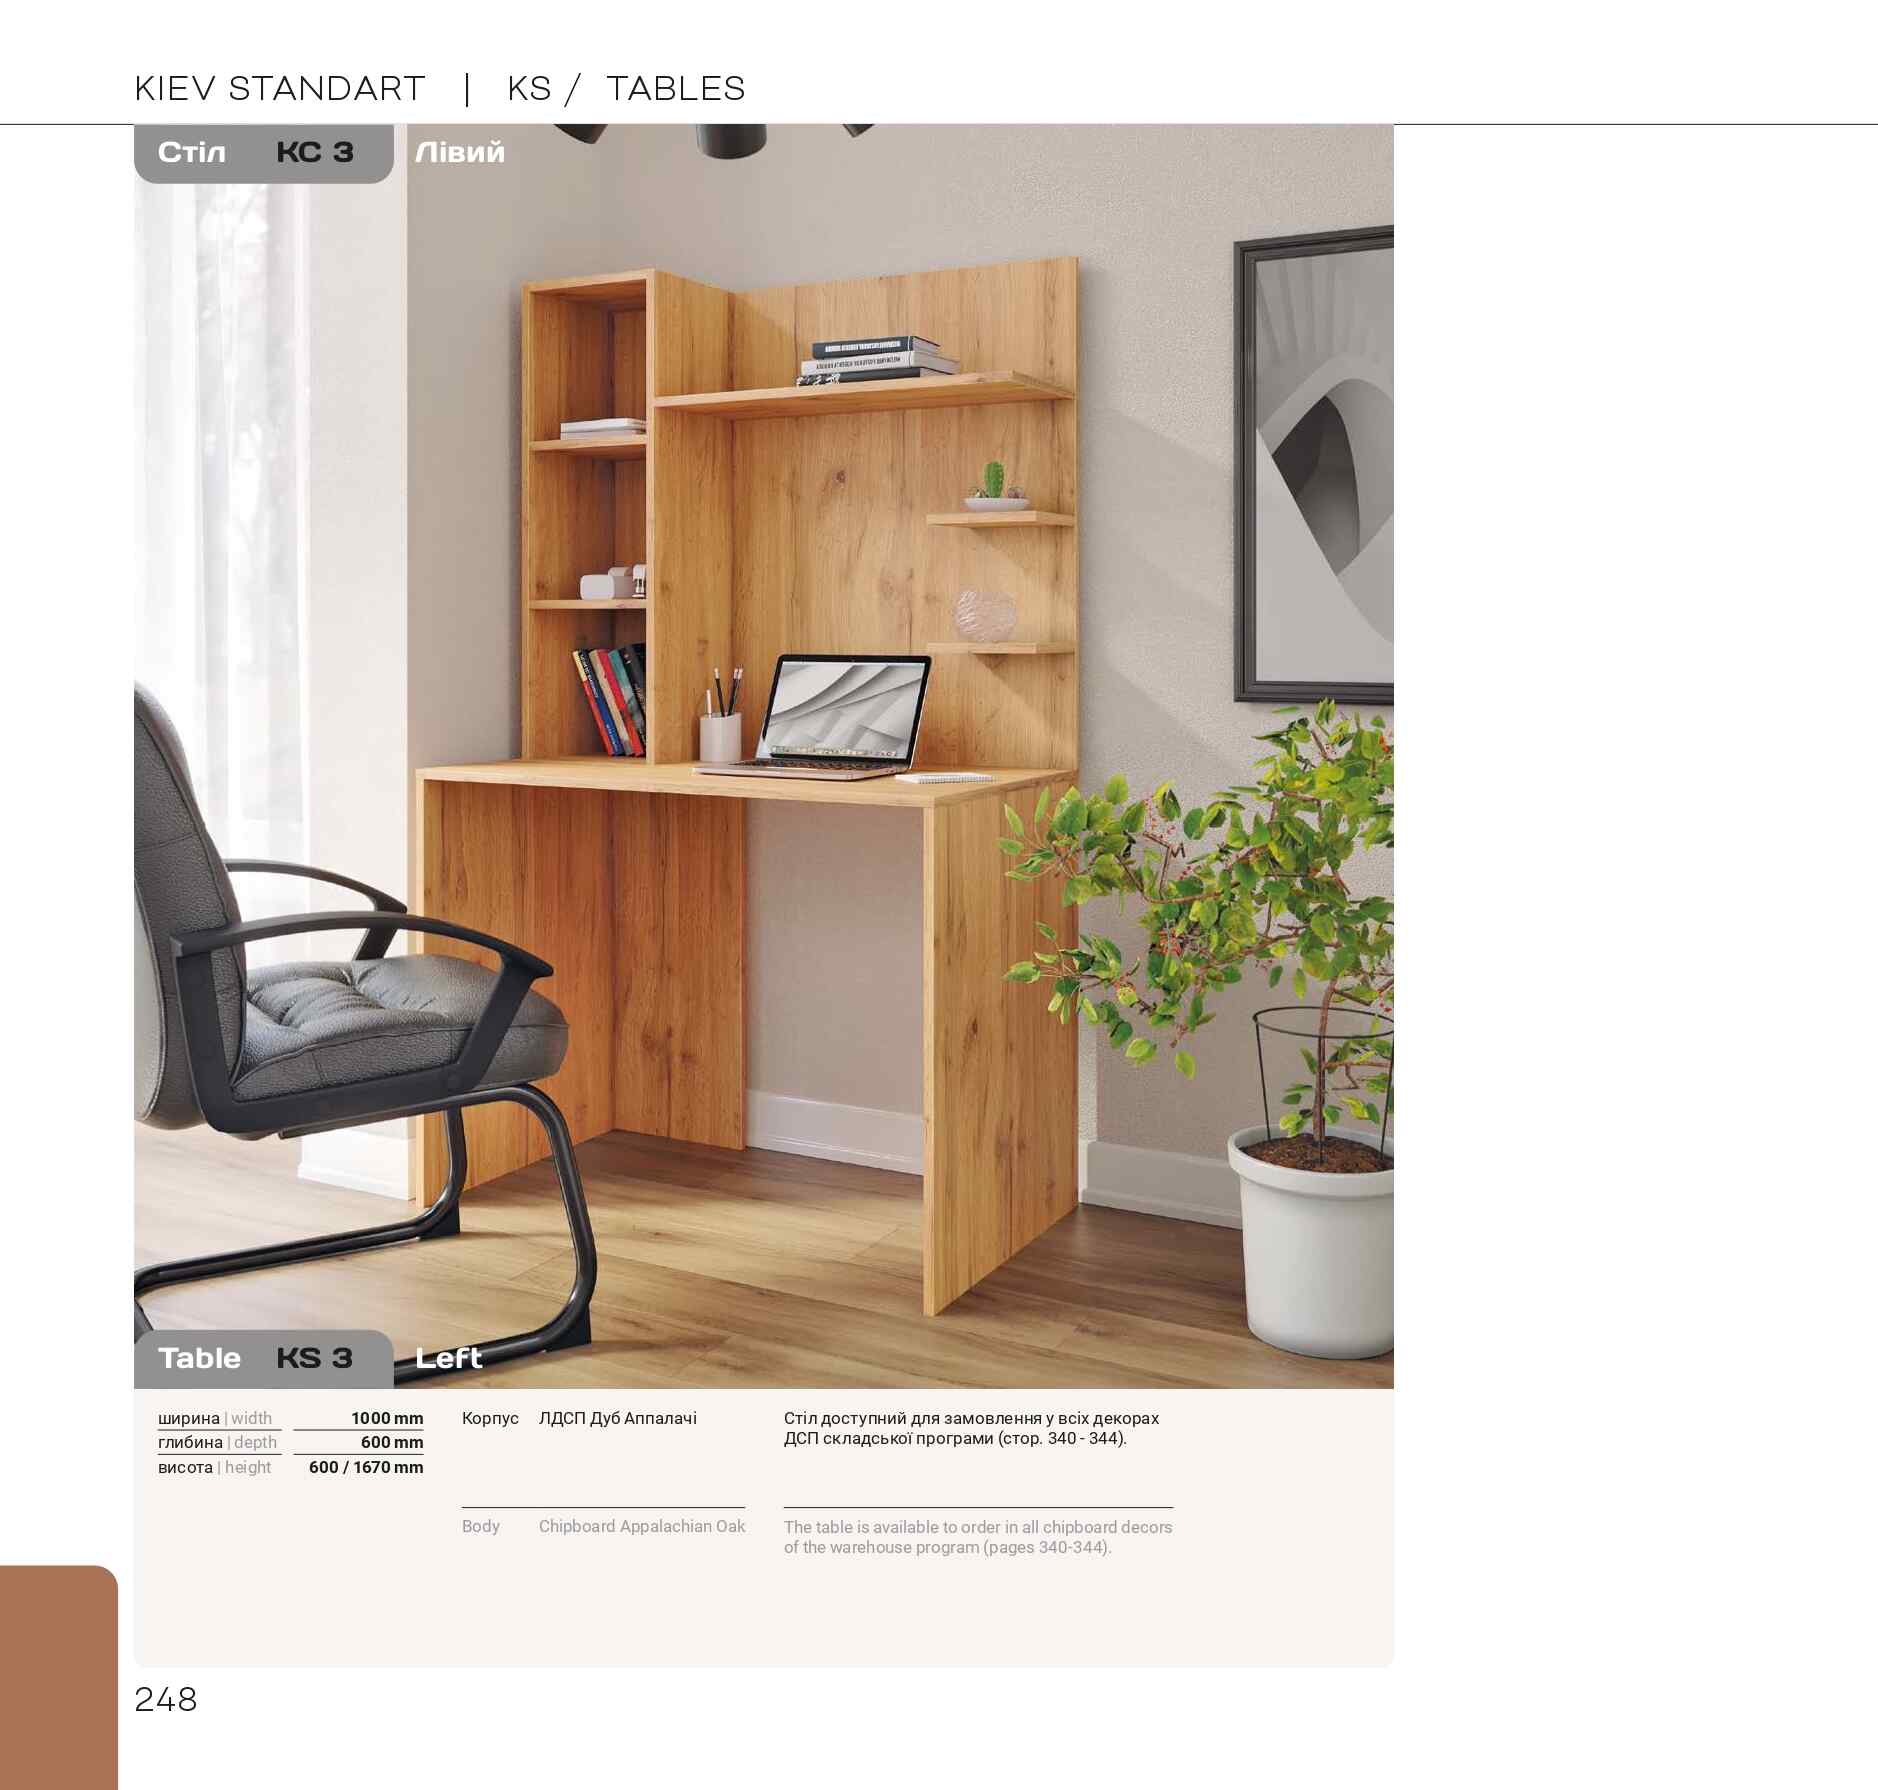 KIEV STANDART | KS / TABLES
Стіл КС 3 Лівий
Table KS 3 Left
ширина | width 1000 mm
глибина | depth 600 mm
висота | height 600 / 1670 mm
Корпус ЛДСП Дуб Аппалачі
Body Chipboard Appalachian Oak
Стіл доступний для замовлення у всіх декорах
ДСП складської програми (стор. 340 - 344).
The table is available to order in all chipboard decors
of the warehouse program (pages 340-344).
248